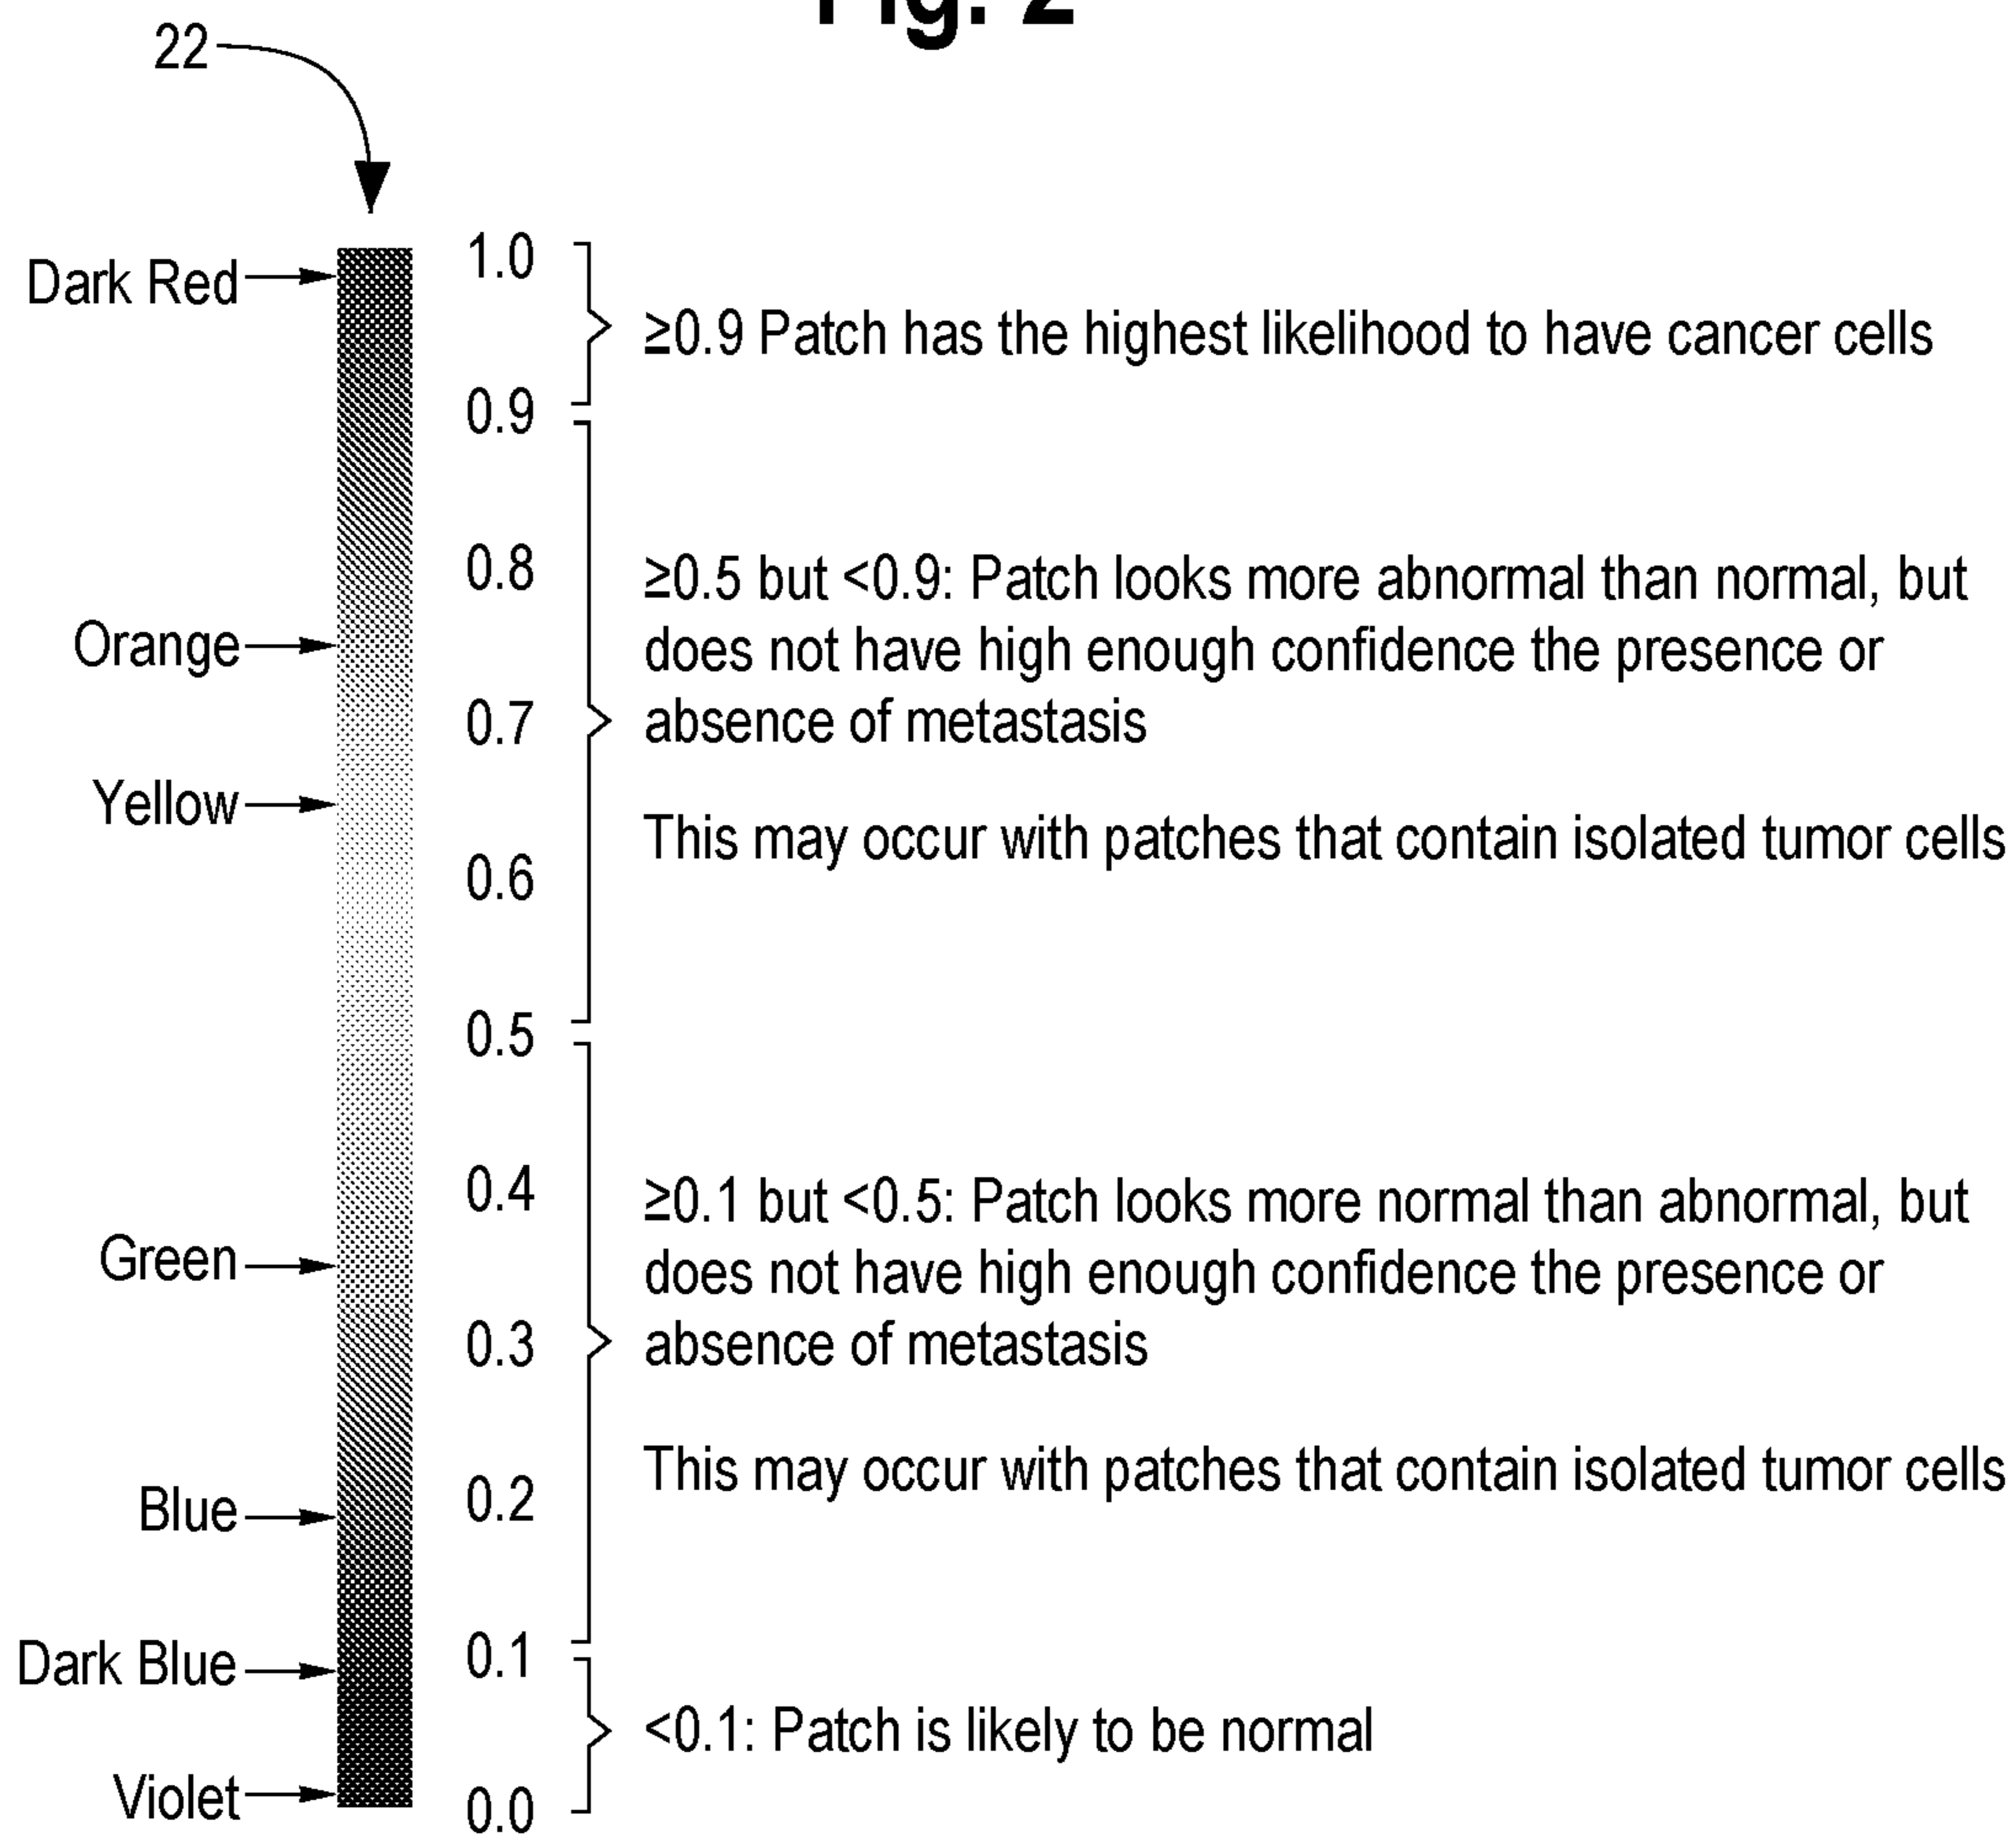 Fig. 2
22
Dark Red
1.0
≥0.9 Patch has the highest likelihood to have cancer cells
0.9
0.8
≥0.5 but <0.9: Patch looks more abnormal than normal, but
does not have high enough confidence the presence or
absence of metastasis
Orange
0.7
Yellow
This may occur with patches that contain isolated tumor cells
0.6
0.5
0.4
≥0.1 but <0.5: Patch looks more normal than abnormal, but
does not have high enough confidence the presence or
absence of metastasis
Green
0.3
This may occur with patches that contain isolated tumor cells
0.2
Blue
0.1
Dark Blue
<0.1: Patch is likely to be normal
Violet
0.0